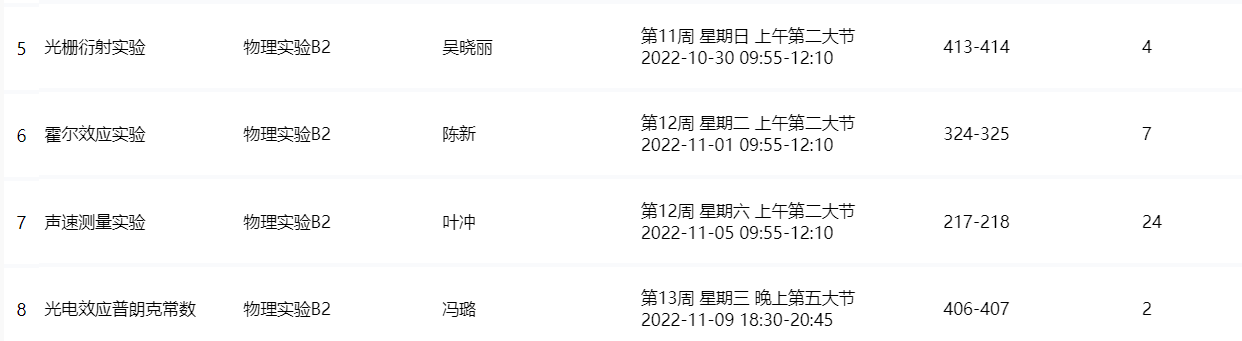 5 光栅衍射实验 物理实验B2 吴晓丽 第11周 星期日 上午第二大节 413-414 4
2022-10-30 09:55-12:10
6 霍尔效应实验 物理实验B2 陈新 第12周 星期二 上午第二大节 324-325 7
2022-11-01 09:55-12:10
7 声速测量实验 物理实验B2 叶冲 第12周 星期六 上午第二大节 217-218 24
2022-11-05 09:55-12:10
8 光电效应普朗克常数 物理实验B2 冯璐 第13周 星期三 晚上第五大节 406-407 2
2022-11-09 18:30-20:45